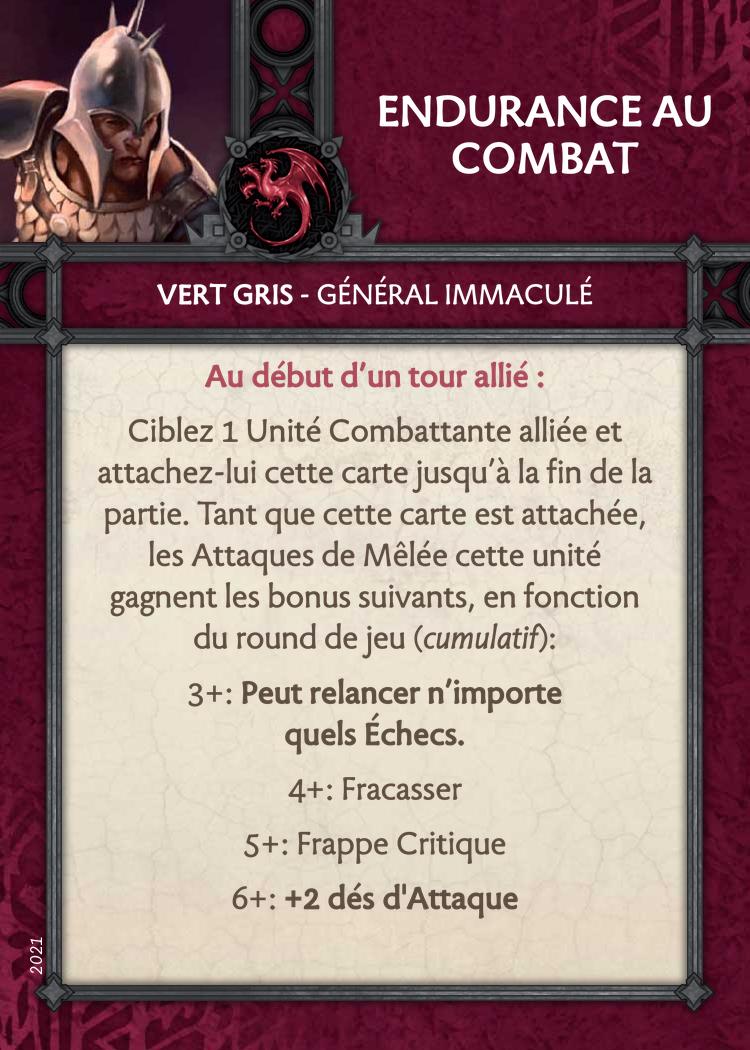 ENDURANCE AU
COMBAT
VERT GRIS - GÉNÉRAL IMMACULÉ
Au début d’un tour allié :
Ciblez 1 Unité Combattante alliée et
attachez-lui cette carte jusqu’à la fin de la
partie. Tant que cette carte est attachée,
les Attaques de Mêlée cette unité
gagnent les bonus suivants, en fonction
du round de jeu (cumulatif):
3+: Peut relancer n’importe
quels Échecs.
4+: Fracasser
5+: Frappe Critique
6+: +2 dés d'Attaque
2021